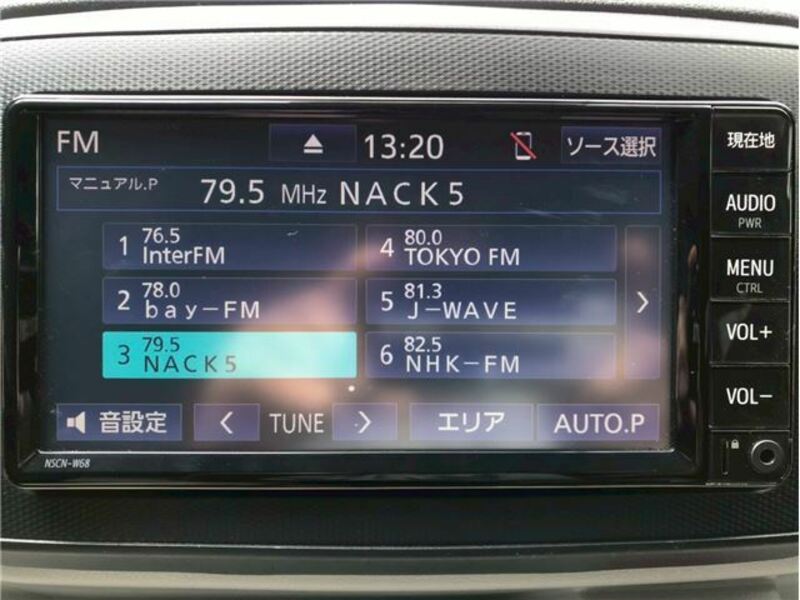 FM 13:20 ソース選択
マニュアル.P 79.5 MHz NACK5
1 76.5 InterFM
2 78.0 bay-FM
3 79.5 NACK5
4 80.0 TOKYO FM
5 81.3 J-WAVE
6 82.5 NHK-FM
音設定 < TUNE > エリア AUTO.P
NSCN-W68
現在地
AUDIO
PWR
MENU
CTRL
VOL+
VOL-